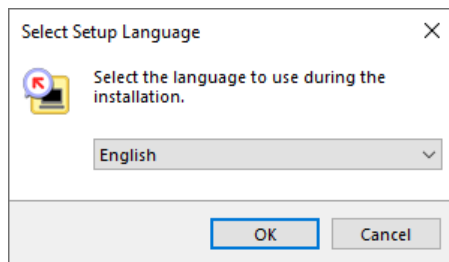 Select Setup Language
Select the language to use during the
installation.
English
OK
Cancel